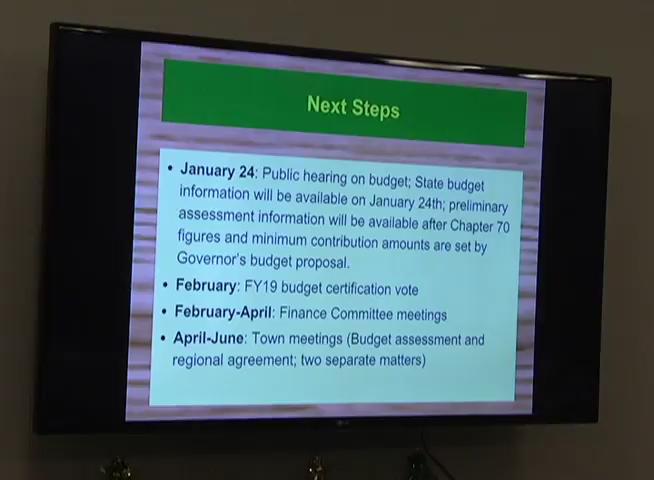 Next Steps
• January 24: Public hearing on budget; State budget
information will be available on January 24th; preliminary
assessment information will be available after Chapter 70
figures and minimum contribution amounts are set by
Governor's budget proposal.
• February: FY19 budget certification vote
• February-April: Finance Committee meetings
• April-June: Town meetings (Budget assessment and
regional agreement; two separate matters)
LG